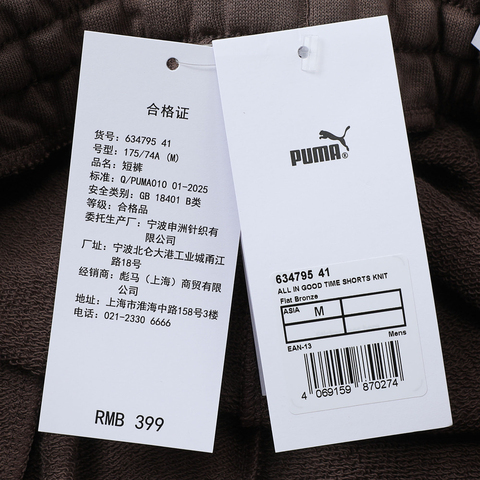 合格证
货号: 634795 41
号型: 175/74A (M)
品名: 短裤
标准: Q/PUMA010 01-2025
安全类别: GB 18401 B类
等级: 合格品
委托生产厂: 宁波申洲针织有
限公司
厂址: 宁波北仑大港工业城甬江
路18号
经销商: 彪马（上海）商贸有
限公司
地址: 上海市淮海中路158号3楼
电话: 021-2330 6666
RMB 399
PUMA®
634795 41
ALL IN GOOD TIME SHORTS KNIT
Flat Bronze
ASIA M
EAN-13 Mens
4 069159 870274 >